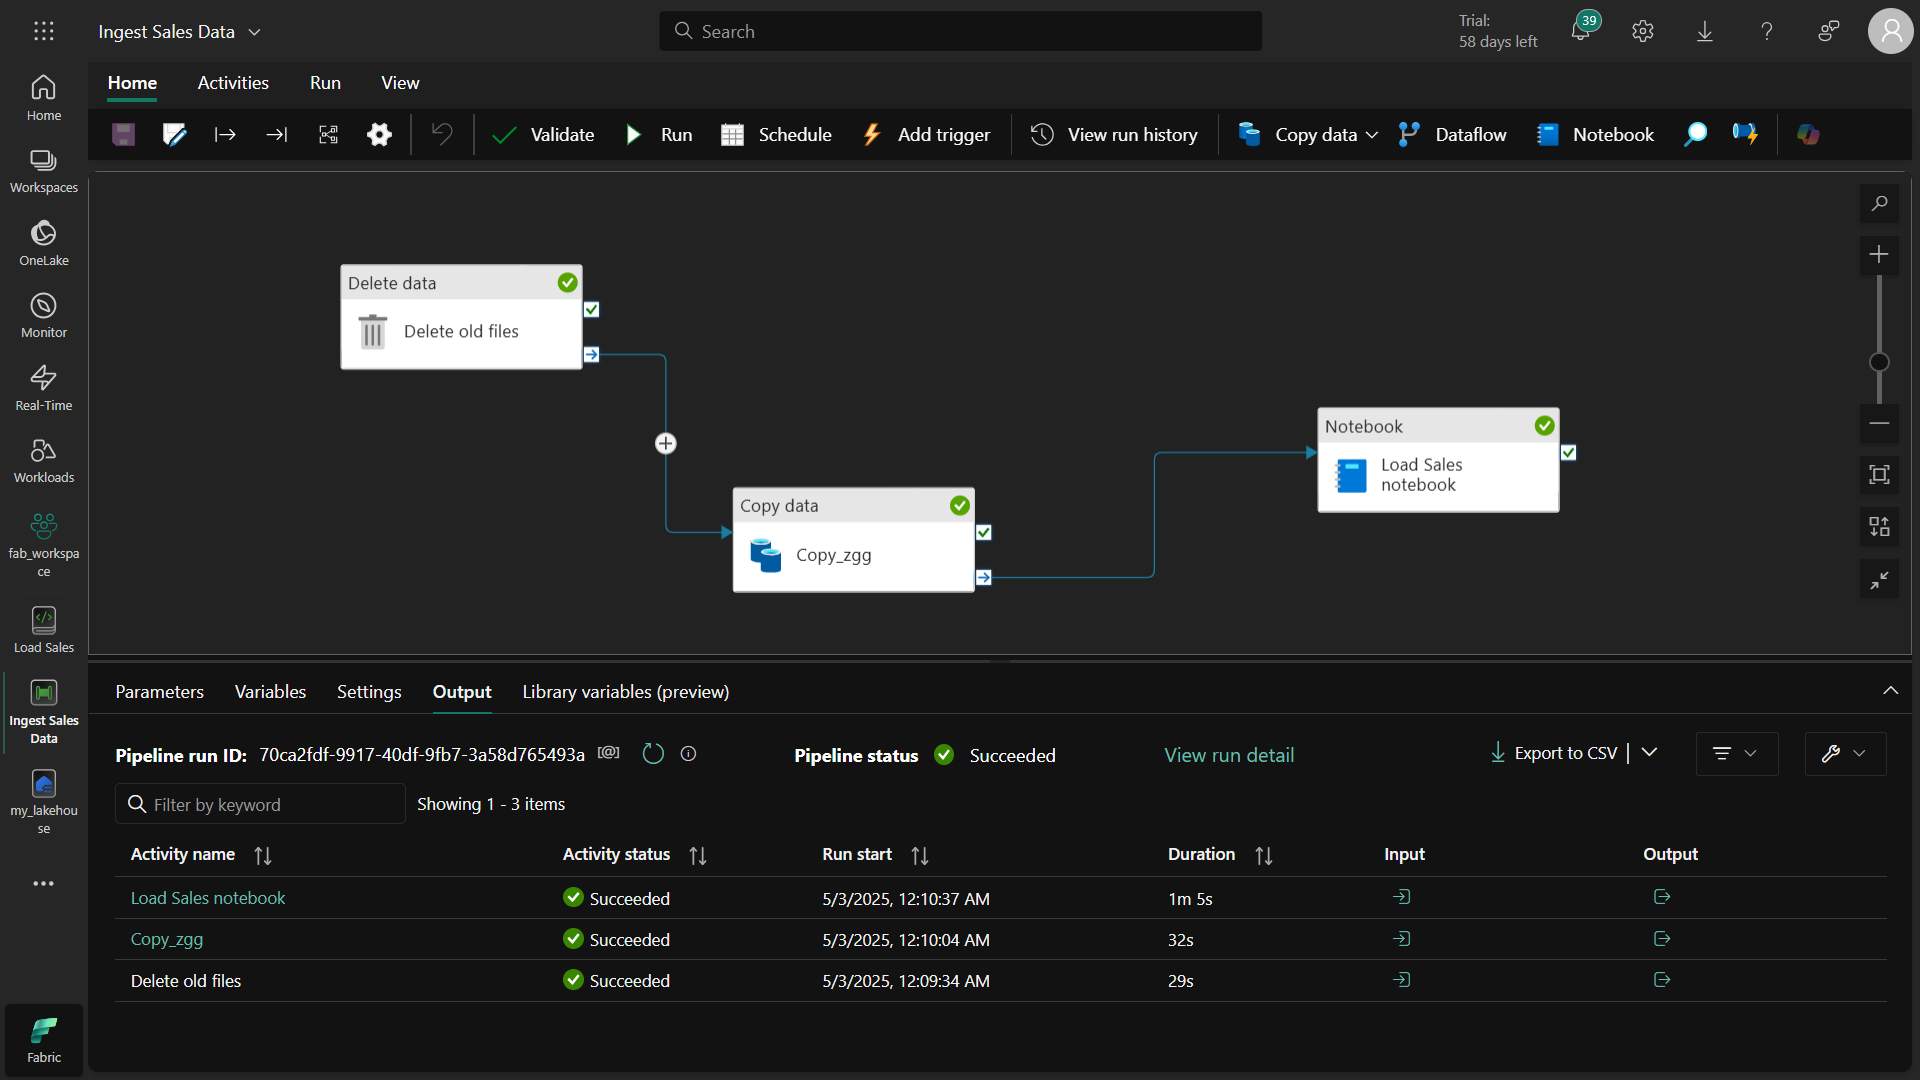 Ingest Sales Data
Search
Trial:
58 days left
39
Home
Activities
Run
View
Validate
Run
Schedule
Add trigger
View run history
Copy data
Dataflow
Notebook
Home
Workspaces
OneLake
Monitor
Real-Time
Workloads
fab_workspa
ce
Load Sales
Ingest Sales
Data
my_lakehou
se
Fabric
Delete data
Delete old files
Copy data
Copy_zgg
Notebook
Load Sales
notebook
Parameters
Variables
Settings
Output
Library variables (preview)
Pipeline run ID: 70ca2fdf-9917-40df-9fb7-3a58d765493a
Pipeline status Succeeded
View run detail
Export to CSV
Filter by keyword
Showing 1 - 3 items
Activity name Activity status Run start Duration Input Output
Load Sales notebook Succeeded 5/3/2025, 12:10:37 AM 1m 5s
Copy_zgg Succeeded 5/3/2025, 12:10:04 AM 32s
Delete old files Succeeded 5/3/2025, 12:09:34 AM 29s